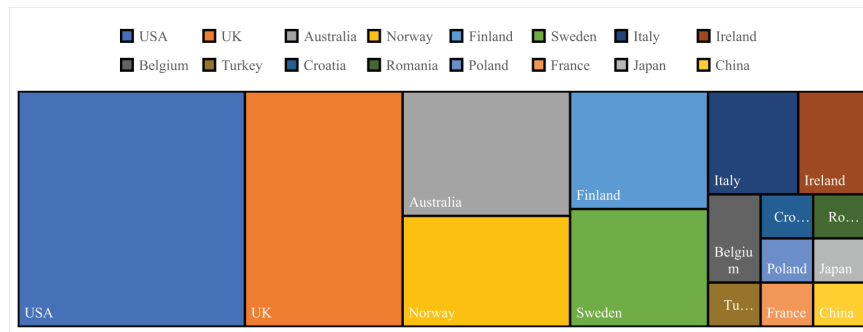 USA UK Australia Norway Finland Sweden Italy Ireland
Belgium Turkey Croatia Romania Poland France Japan China
Australia
Finland
Italy Ireland
Cro... Ro...
Belgiu
m
Poland Japan
USA UK Norway Sweden Tu... France China